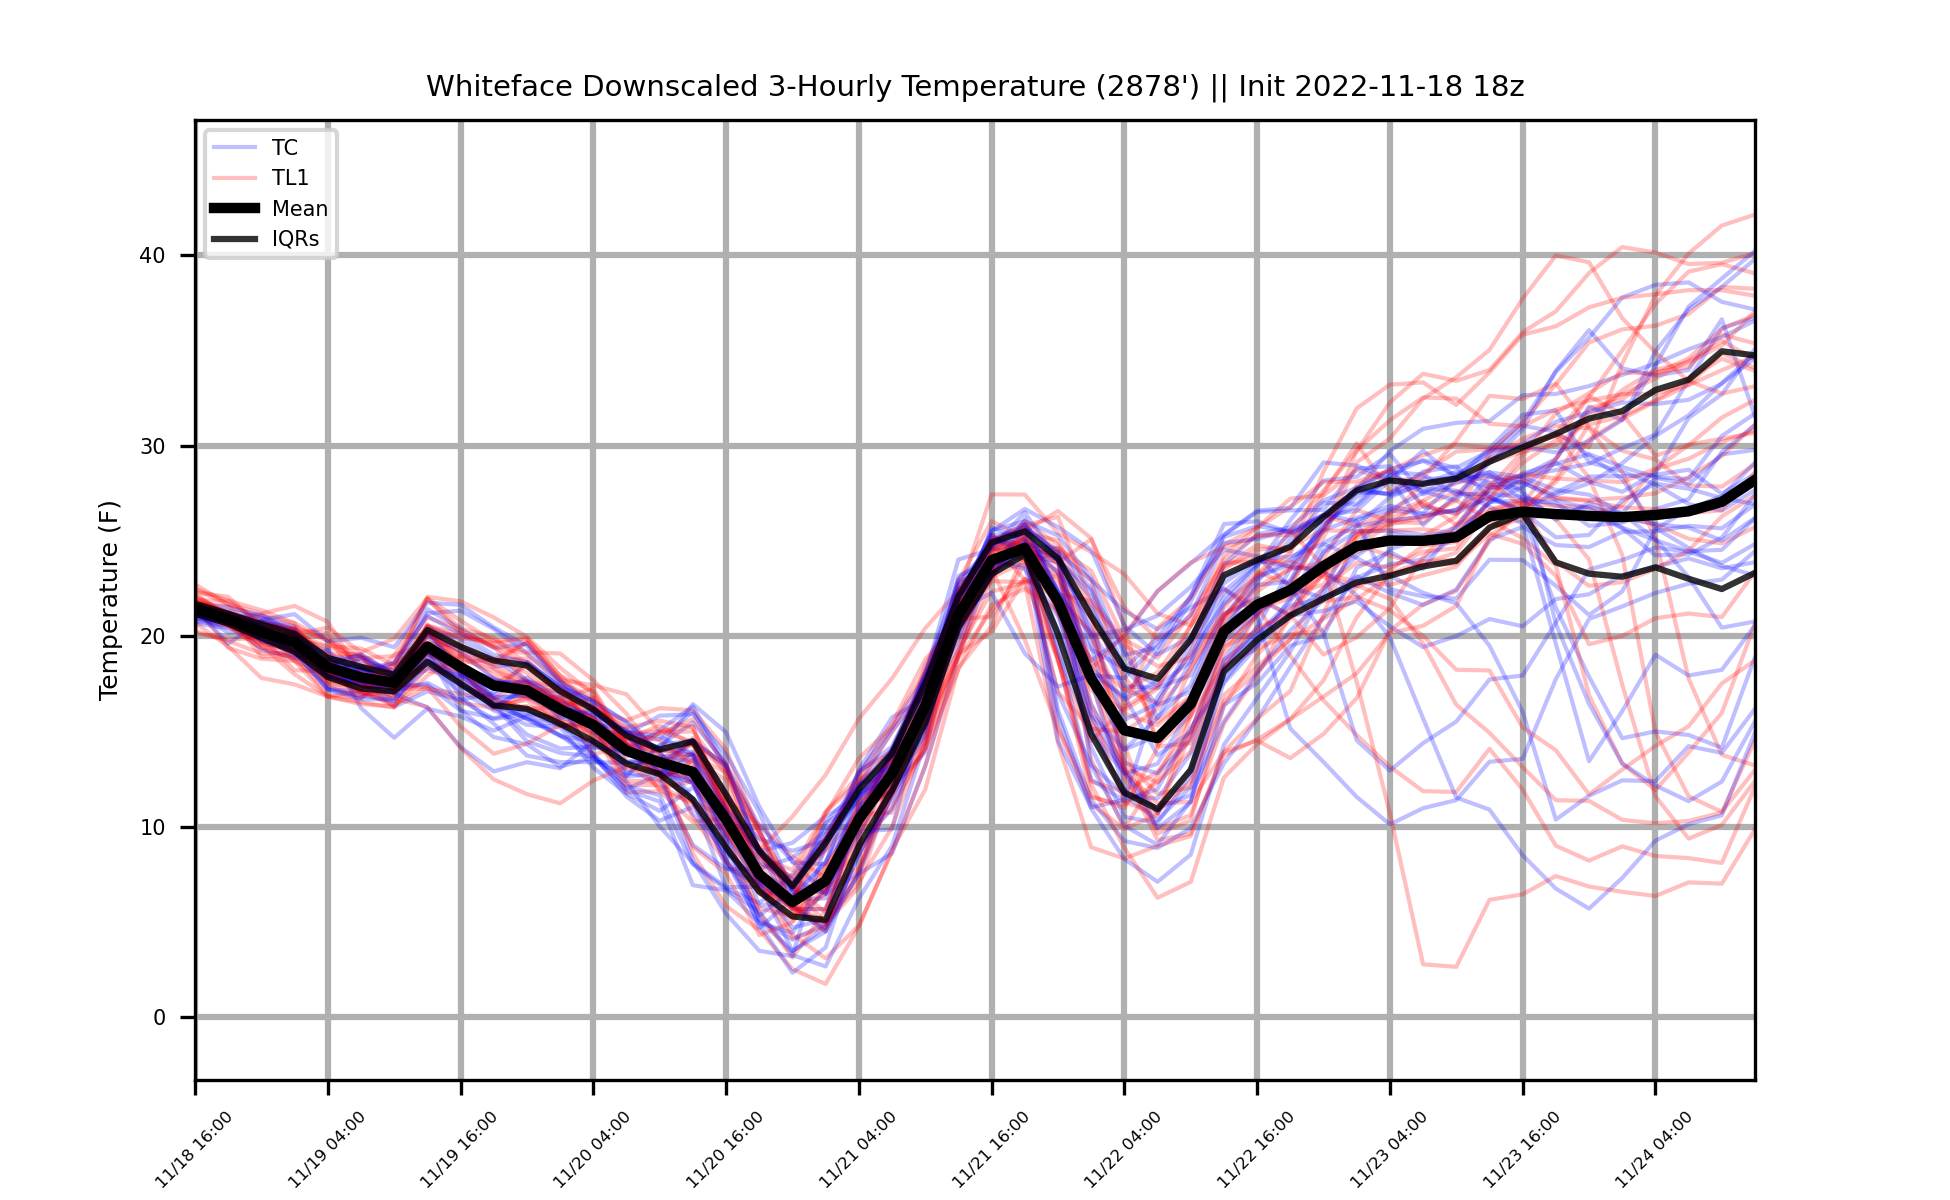 Whiteface Downscaled 3-Hourly Temperature (2878') || Init 2022-11-18 18z
TC
TL1
Mean
IQRs
Temperature (F)
40
30
20
10
0
11/18 16:00
11/19 04:00
11/19 16:00
11/20 04:00
11/20 16:00
11/21 04:00
11/21 16:00
11/22 04:00
11/22 16:00
11/23 04:00
11/23 16:00
11/24 04:00